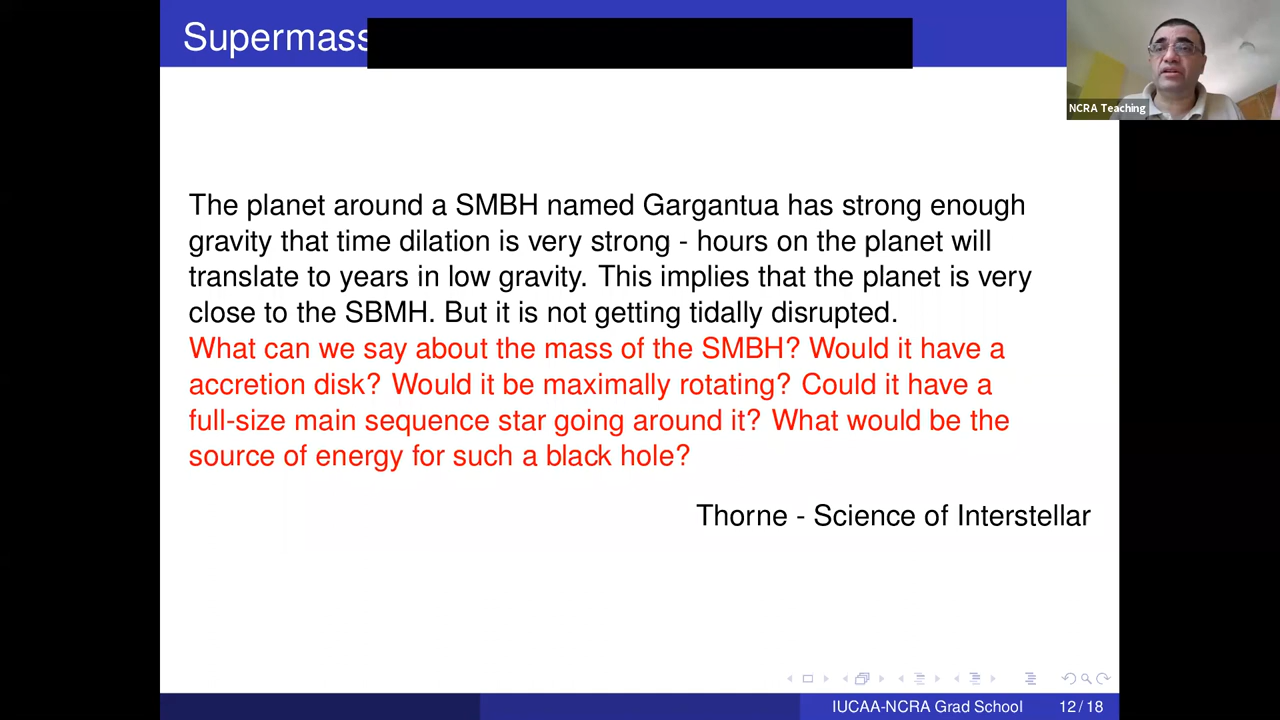 Supermass
NCRA Teaching
The planet around a SMBH named Gargantua has strong enough
gravity that time dilation is very strong - hours on the planet will
translate to years in low gravity. This implies that the planet is very
close to the SBMH. But it is not getting tidally disrupted.
What can we say about the mass of the SMBH? Would it have a
accretion disk? Would it be maximally rotating? Could it have a
full-size main sequence star going around it? What would be the
source of energy for such a black hole?
Thorne - Science of Interstellar
IUCAA-NCRA Grad School 12 / 18